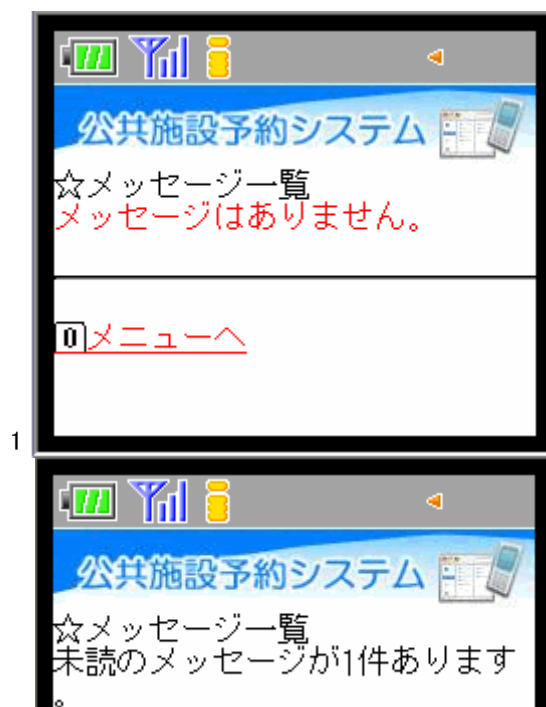 公共施設予約システム
☆メッセージ一覧
メッセージはありません。
0メニューへ
1
公共施設予約システム
☆メッセージ一覧
未読のメッセージが1件あります
。